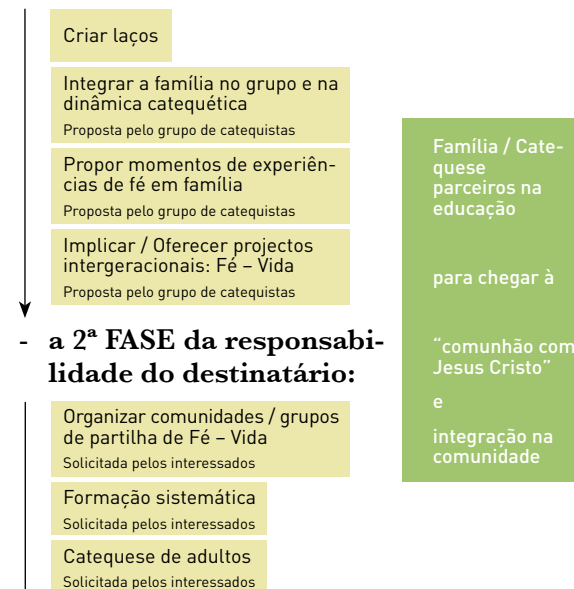 Criar laços
Integrar a família no grupo e na
dinâmica catequética
Proposta pelo grupo de catequistas
Propor momentos de experiên-
cias de fé em família
Proposta pelo grupo de catequistas
Implicar / Oferecer projectos
intergeracionais: Fé – Vida
Proposta pelo grupo de catequistas
- a 2ª FASE da responsabi-
lidade do destinatário:
Organizar comunidades / grupos
de partilha de Fé – Vida
Solicitada pelos interessados
Formação sistemática
Solicitada pelos interessados
Catequese de adultos
Solicitada pelos interessados
Família / Cate-
quese
parceiros na
educação
para chegar à
“comunhão com
Jesus Cristo”
e
integração na
comunidade